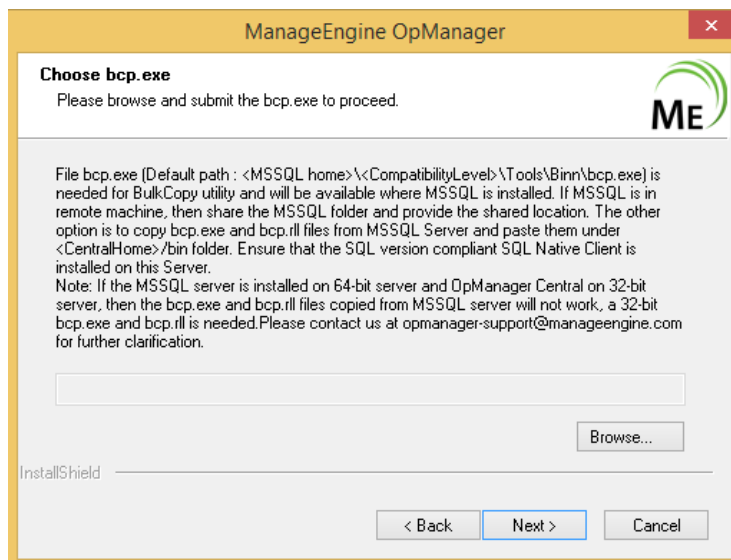 ManageEngine OpManager
Choose bcp.exe
Please browse and submit the bcp.exe to proceed.
ME
File bcp.exe (Default path : <MSSQL home>\<CompatibilityLevel>\Tools\Binn\bcp.exe) is
needed for BulkCopy utility and will be available where MSSQL is installed. If MSSQL is in
remote machine, then share the MSSQL folder and provide the shared location. The other
option is to copy bcp.exe and bcp.rll files from MSSQL Server and paste them under
<CentralHome>/bin folder. Ensure that the SQL version compliant SQL Native Client is
installed on this Server.
Note: If the MSSQL server is installed on 64-bit server and OpManager Central on 32-bit
server, then the bcp.exe and bcp.rll files copied from MSSQL server will not work, a 32-bit
bcp.exe and bcp.rll is needed.Please contact us at opmanager-support@manageengine.com
for further clarification.
Browse...
InstallShield
< Back Next > Cancel